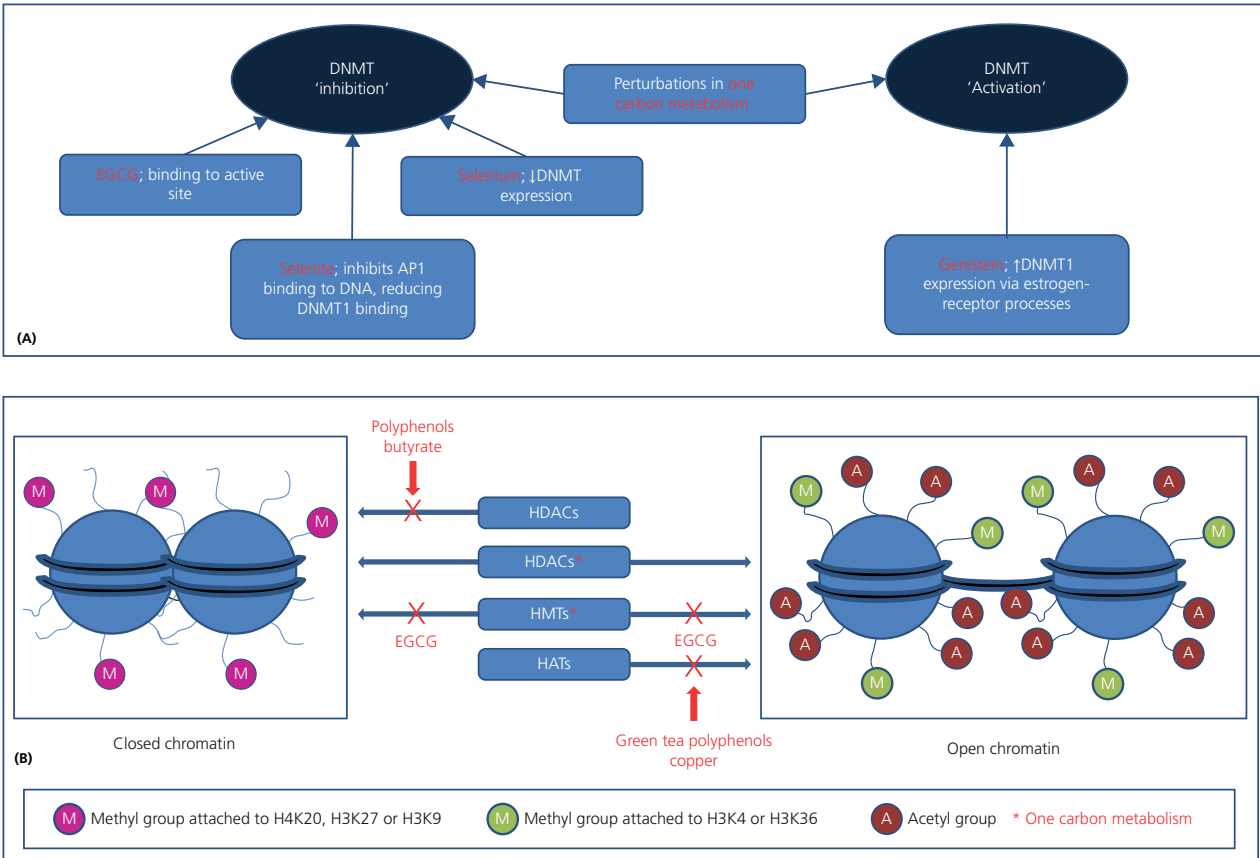 DNMT
‘inhibition’
Perturbations in one
carbon metabolism
DNMT
‘Activation’
EGCG; binding to active
site
Selenium; ↓DNMT
expression
Selenite; inhibits AP1
binding to DNA, reducing
DNMT1 binding
Genistein; ↑DNMT1
expression via estrogen-
receptor processes
(A)
Polyphenols
butyrate
M
M
M
M
M
X
HDACs
HDACs*
X
HMTs*
X
EGCG
EGCG
HATs
X
Green tea polyphenols
copper
M
A
A
M
M
A
A
M
A
A
A
A
M
A
A
A
A
M
Closed chromatin
Open chromatin
(B)
M Methyl group attached to H4K20, H3K27 or H3K9
M Methyl group attached to H3K4 or H3K36
A Acetyl group
* One carbon metabolism